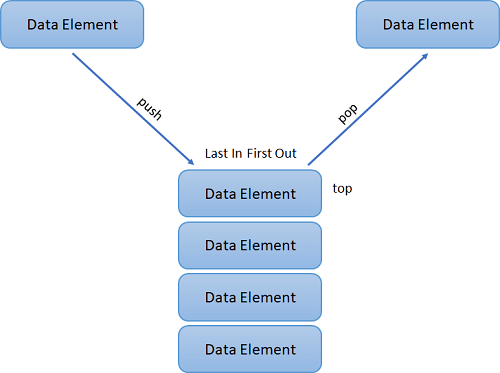 Data Element
Data Element
push
pop
Last In First Out
Data Element
top
Data Element
Data Element
Data Element